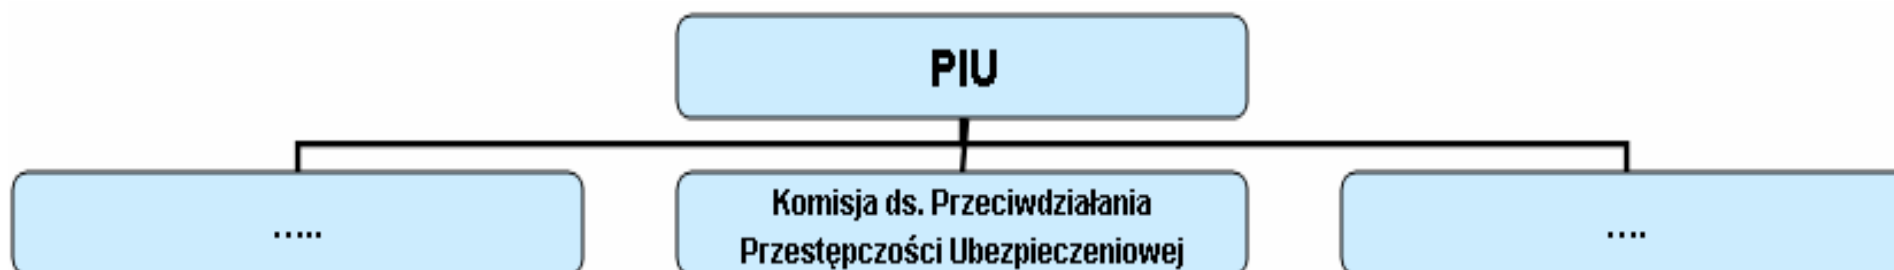 PIU
.....
Komisja ds. Przeciwdziałania
Przestępczości Ubezpieczeniowej
....